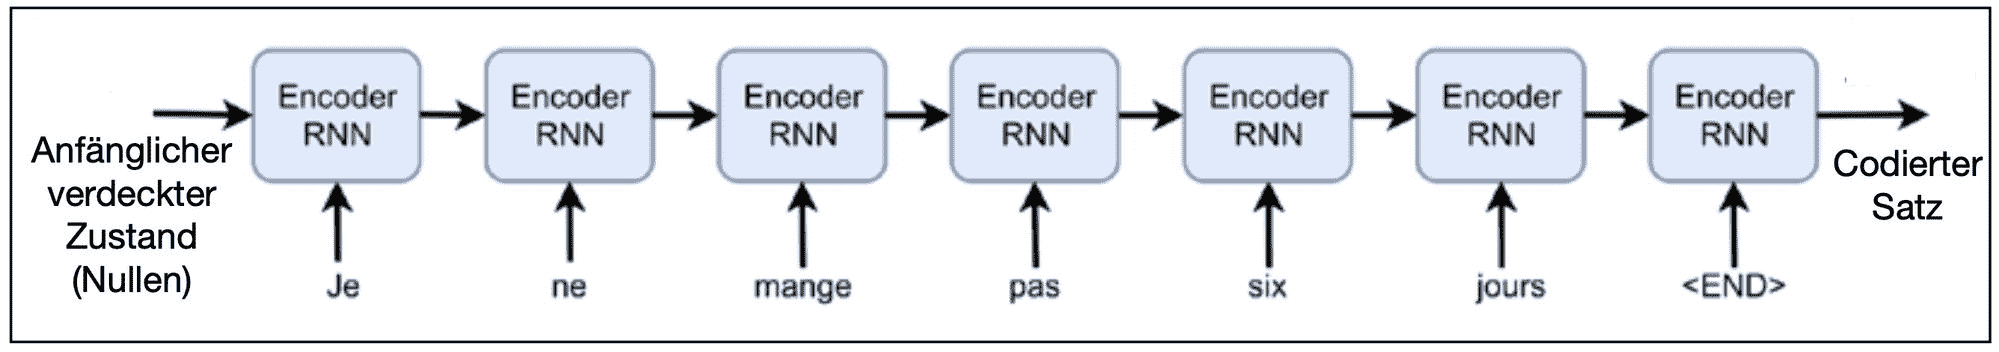 Anfänglicher
verdeckter
Zustand
(Nullen)
Encoder
RNN
Encoder
RNN
Encoder
RNN
Encoder
RNN
Encoder
RNN
Encoder
RNN
Encoder
RNN
Codierter
Satz
Je
ne
mange
pas
six
jours
<END>